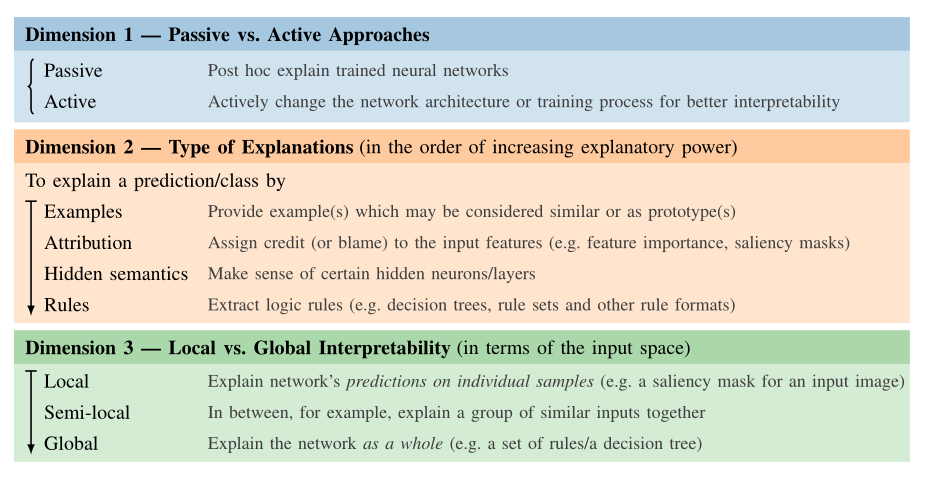 Dimension 1 — Passive vs. Active Approaches
Passive Post hoc explain trained neural networks
Active Actively change the network architecture or training process for better interpretability
Dimension 2 — Type of Explanations (in the order of increasing explanatory power)
To explain a prediction/class by
Examples Provide example(s) which may be considered similar or as prototype(s)
Attribution Assign credit (or blame) to the input features (e.g. feature importance, saliency masks)
Hidden semantics Make sense of certain hidden neurons/layers
Rules Extract logic rules (e.g. decision trees, rule sets and other rule formats)
Dimension 3 — Local vs. Global Interpretability (in terms of the input space)
Local Explain network’s predictions on individual samples (e.g. a saliency mask for an input image)
Semi-local In between, for example, explain a group of similar inputs together
Global Explain the network as a whole (e.g. a set of rules/a decision tree)